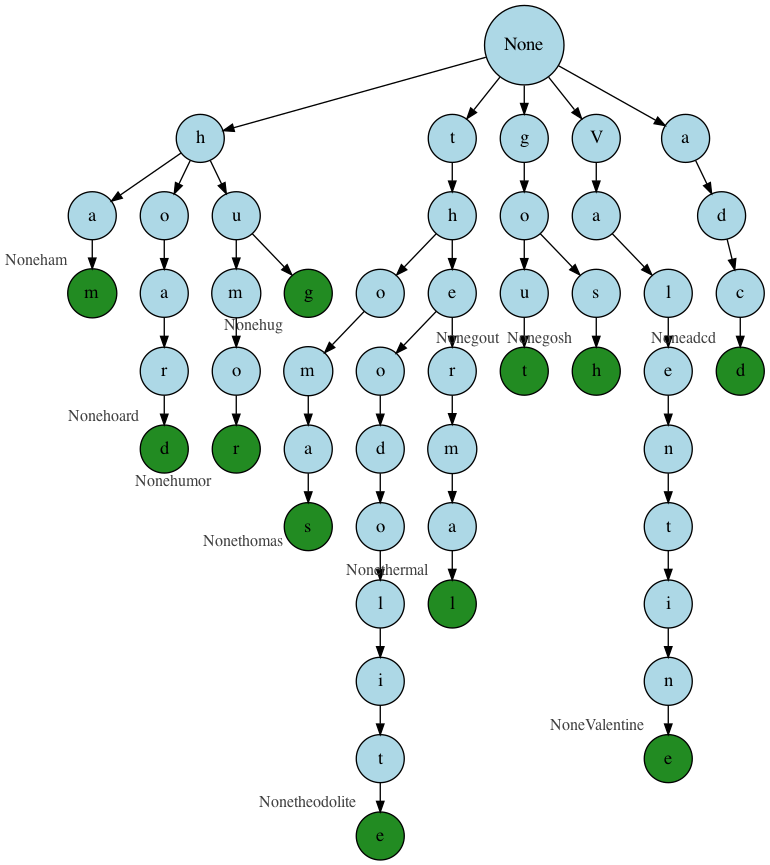 None
h t g V a
a o u h o a d
Noneham
m a m g o e u s l c
Nonehug
Nonegout Nonegosh Noneadcd
r o m o r t h e d
Nonehoard
d r a d m n
Nonehumor
s o a t
Nonethomas
Nonethermal
l l i
i n
NoneValentine
t e
Nonetheodolite
e